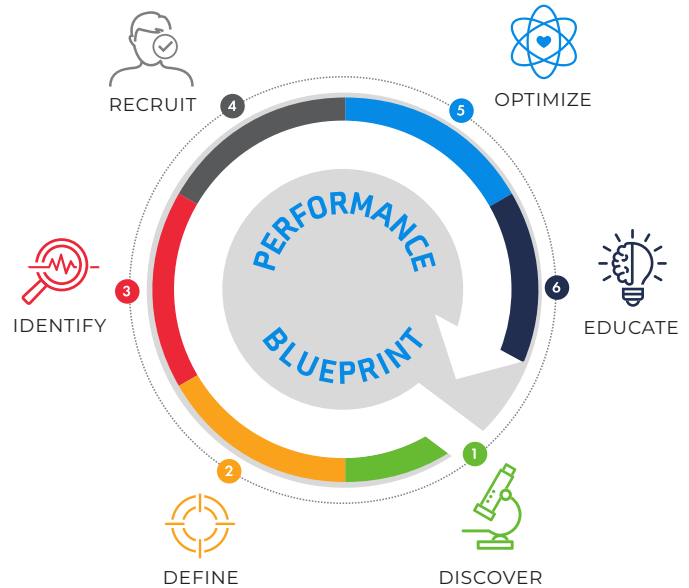 RECRUIT
4
5
OPTIMIZE
PERFORMANCE
BLUEPRINT
3
IDENTIFY
6
EDUCATE
2
DEFINE
1
DISCOVER